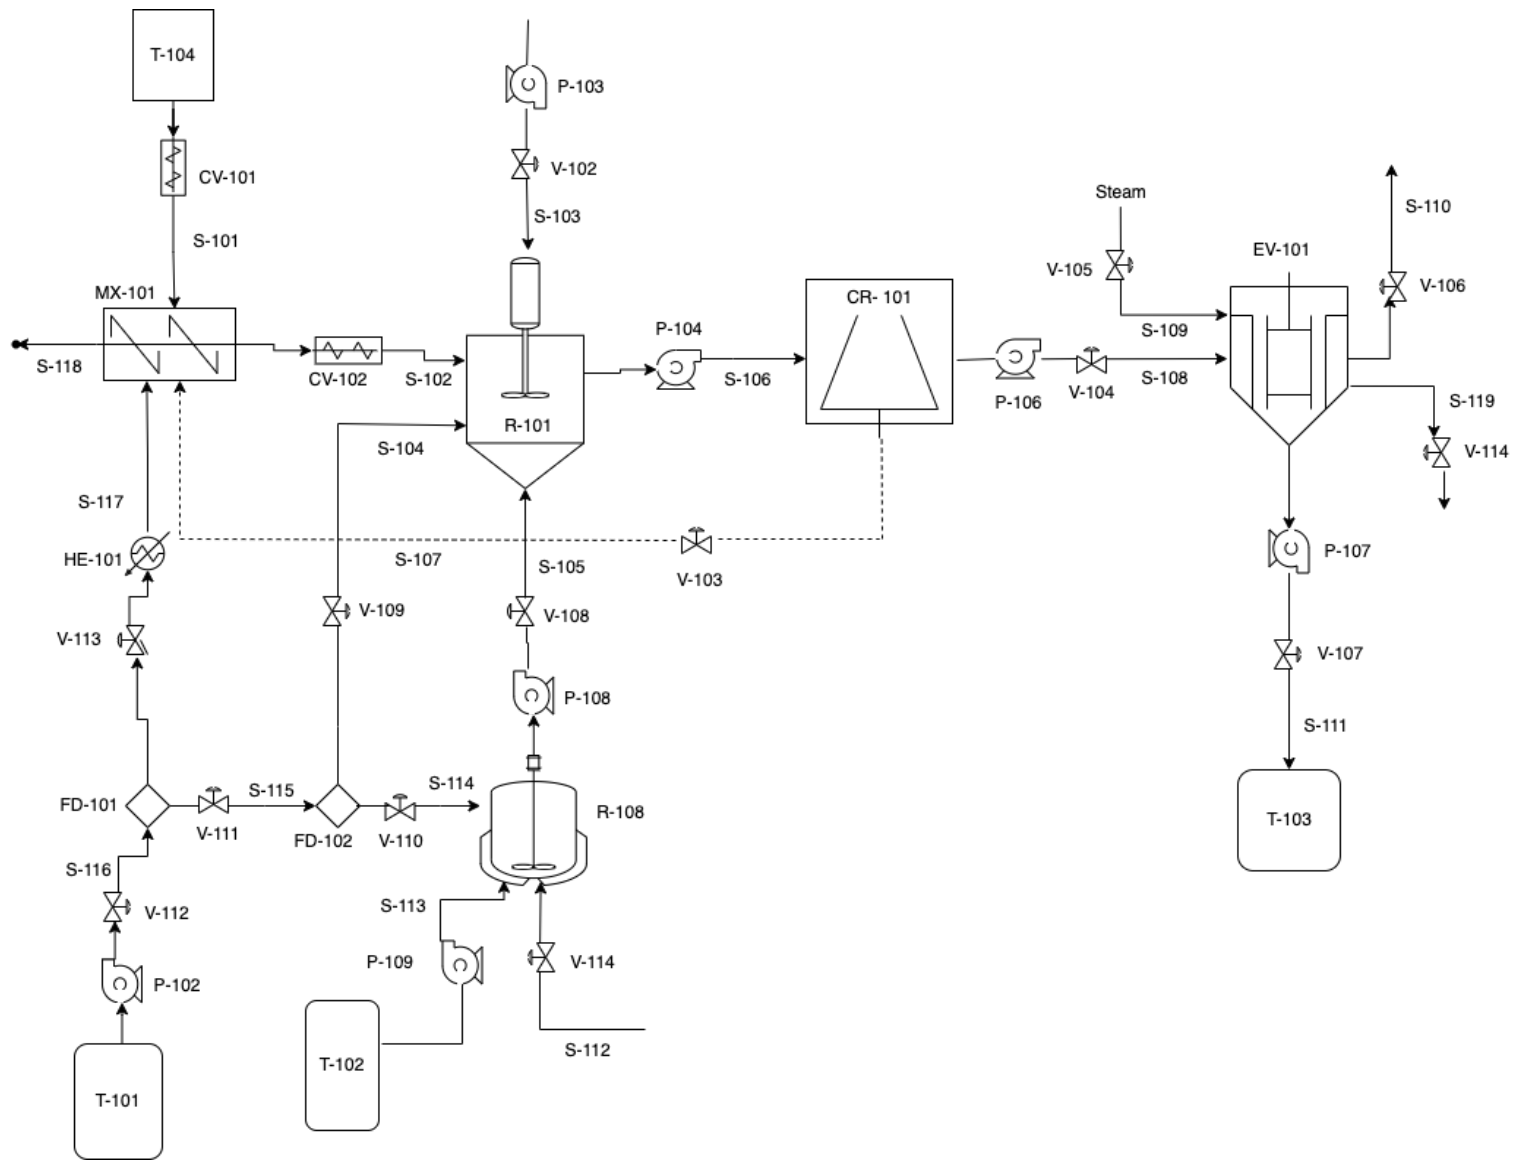 T-104
P-103
CV-101
V-102
Steam
S-103
S-110
S-101
EV-101
V-105
MX-101
CR- 101
V-106
P-104
S-109
S-118
CV-102
S-102
S-106
S-108
V-104
P-106
S-119
R-101
S-104
V-114
S-117
HE-101
S-107
S-105
V-103
P-107
V-109
V-108
V-113
V-107
P-108
S-111
S-115
S-114
FD-101
R-108
T-103
V-111
FD-102
V-110
S-116
S-113
V-112
P-109
V-114
P-102
S-112
T-102
T-101
C
C
C
C
C
C
C
C